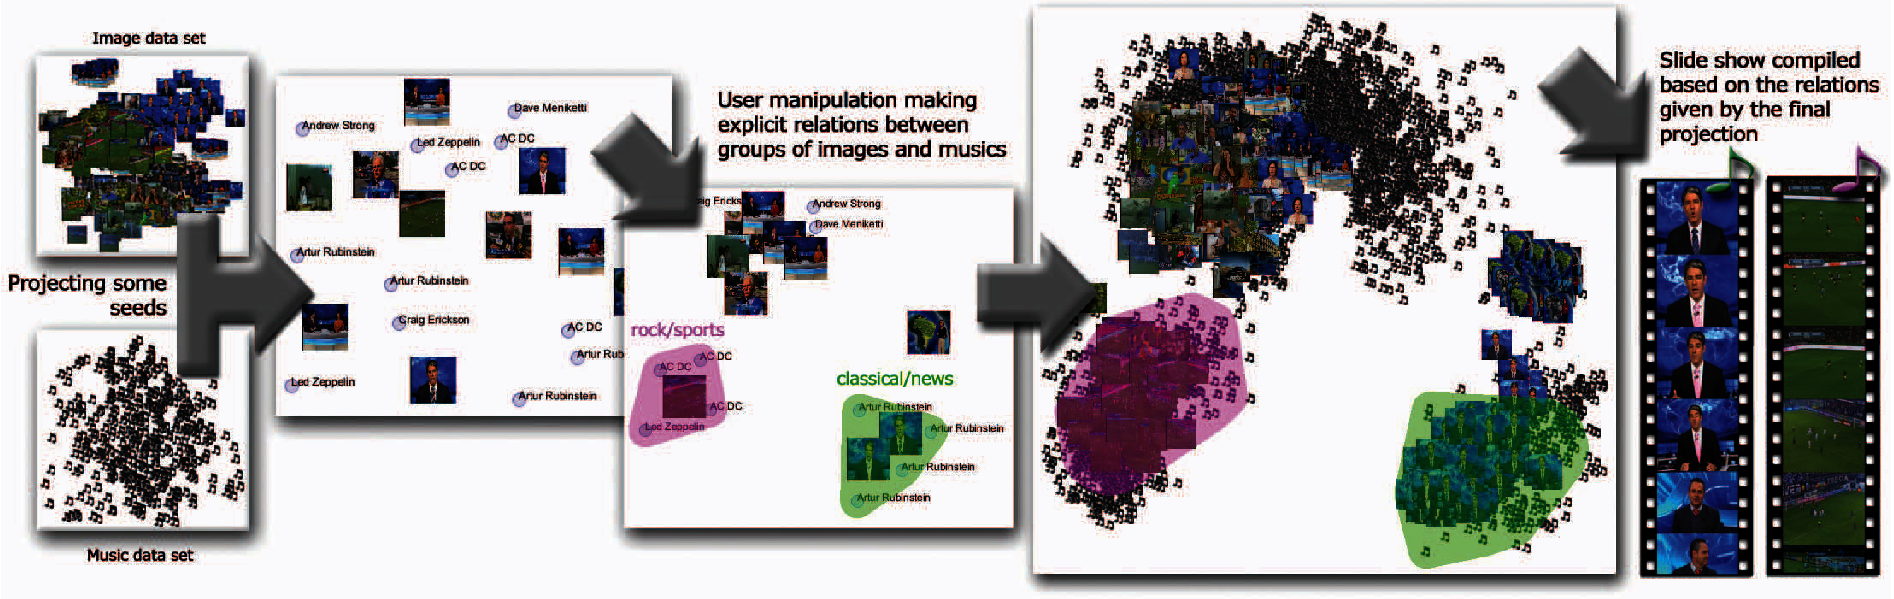 Image data set
Projecting some
seeds
Music data set
Andrew Strong
Dave Meniketti
Led Zeppelin
AC DC
AC DC
Artur Rubinstein
Artur Rubinstein
Craig Erickson
AC DC
Artur Rub
Led Zeppelin
Artur Rubinstein
User manipulation making
explicit relations between
groups of images and musics
aig Ericks
Andrew Strong
Dave Meniketti
rock/sports
AC DC
AC DC
AC DC
Led Zeppelin
classical/news
Artur Rubinstein
Artur Rubinstein
Artur Rubinstein
Artur Rubinstein
Slide show compiled
based on the relations
given by the final
projection